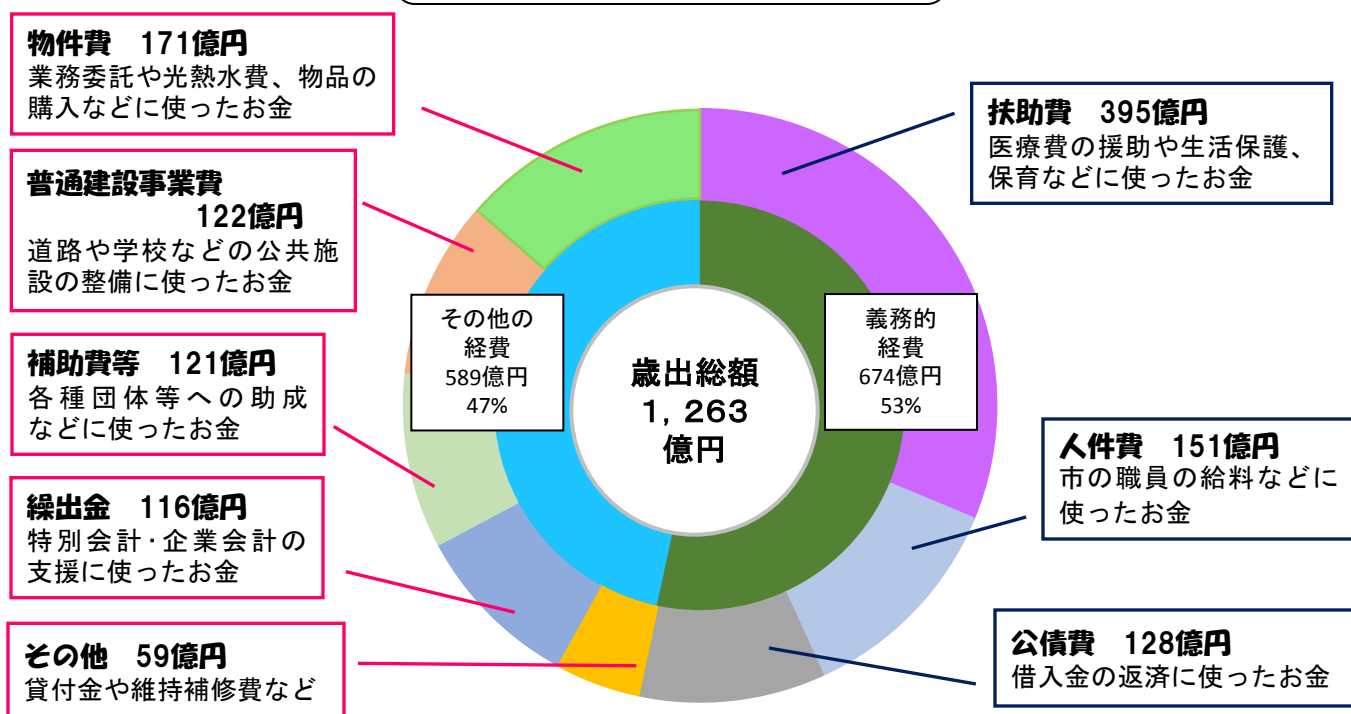 物件費　171億円
業務委託や光熱水費、物品の
購入などに使ったお金
普通建設事業費
122億円
道路や学校などの公共施
設の整備に使ったお金
補助費等　121億円
各種団体等への助成
などに使ったお金
繰出金　116億円
特別会計･企業会計の
支援に使ったお金
その他　59億円
貸付金や維持補修費など
その他の
経費
589億円
47%
歳出総額
１，２６３
億円
義務的
経費
674億円
53%
扶助費　395億円
医療費の援助や生活保護、
保育などに使ったお金
人件費　151億円
市の職員の給料などに
使ったお金
公債費　128億円
借入金の返済に使ったお金